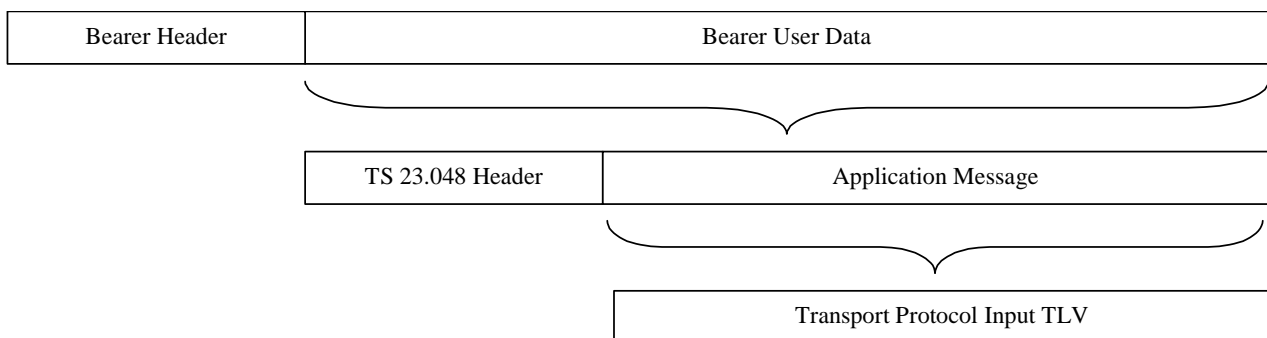 Bearer Header
Bearer User Data
TS 23.048 Header
Application Message
Transport Protocol Input TLV